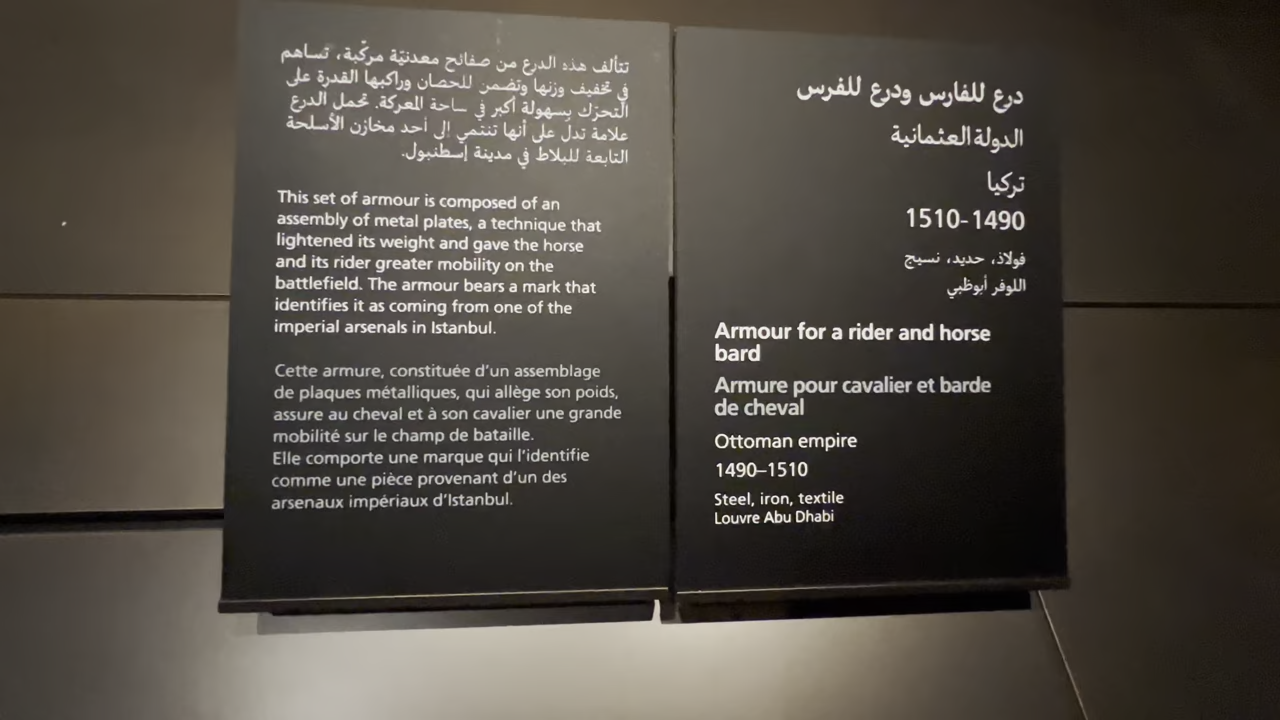 تتألف هذه الدرع من صفائح معدنيّة مركّبة، تساهم
في تخفيف وزنها وتضمن للحصان وراكبها القدرة على
التحرّك بسهولة أكبر في ساحة المعركة. تحمل الدرع
علامة تدلّ على أنها تنتمي إلى أحد مخازن الأسلحة
التابعة للبلاط في مدينة إسطنبول.
This set of armour is composed of an
assembly of metal plates, a technique that
lightened its weight and gave the horse
and its rider greater mobility on the
battlefield. The armour bears a mark that
identifies it as coming from one of the
imperial arsenals in Istanbul.
Cette armure, constituée d'un assemblage
de plaques métalliques, qui allège son poids,
assure au cheval et à son cavalier une grande
mobilité sur le champ de bataille.
Elle comporte une marque qui l'identifie
comme une pièce provenant d'un des
arsenaux impériaux d'Istanbul.
درع للفارس ودرع للفرس
الدولة العثمانية
تركيا
1510-1490
فولاذ، حديد، نسيج
اللوفر أبوظبي
Armour for a rider and horse
bard
Armure pour cavalier et barde
de cheval
Ottoman empire
1490–1510
Steel, iron, textile
Louvre Abu Dhabi